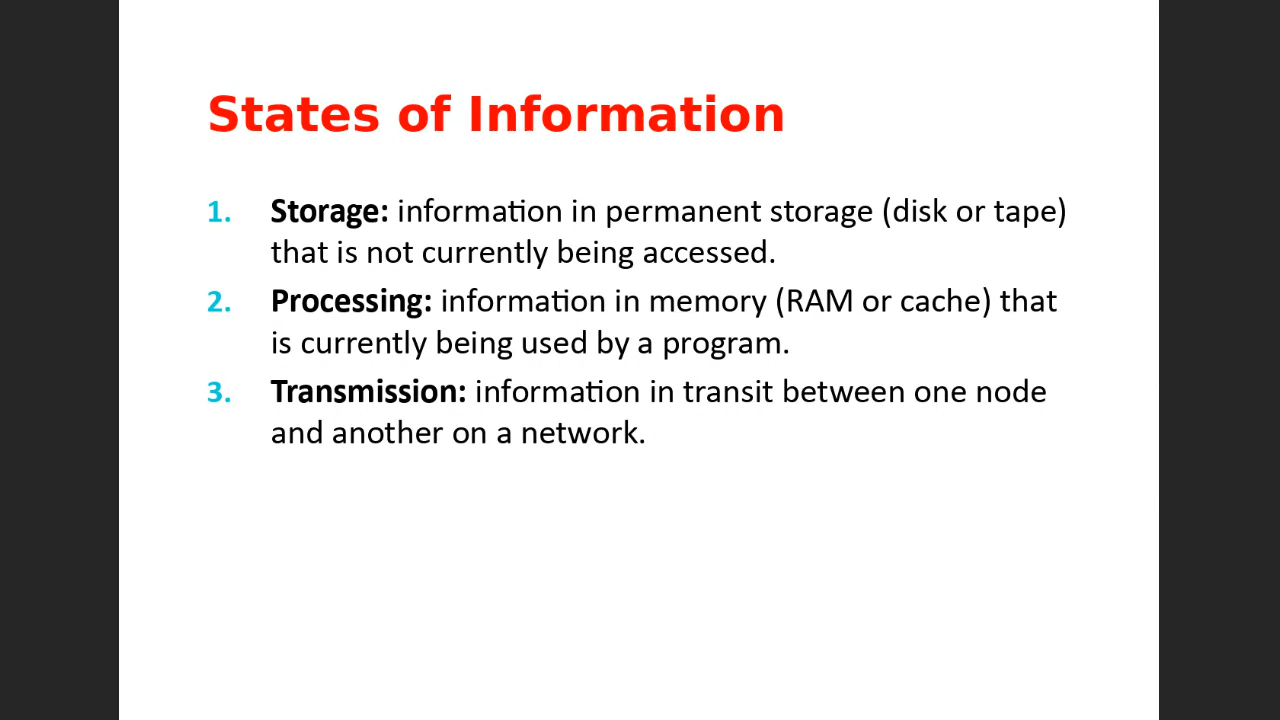 States of Information
1. Storage: information in permanent storage (disk or tape)
that is not currently being accessed.
2. Processing: information in memory (RAM or cache) that
is currently being used by a program.
3. Transmission: information in transit between one node
and another on a network.